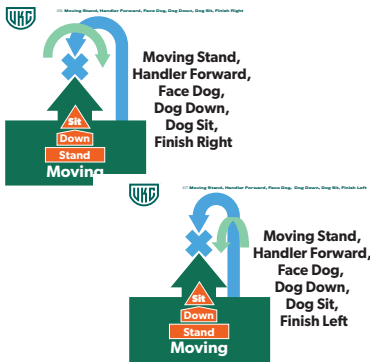 UKC
Moving Stand, Handler Forward, Face Dog, Dog Down, Dog Sit, Finish Right
Moving Stand,
Handler Forward,
Face Dog,
Dog Down,
Dog Sit,
Finish Right
Sit
Down
Stand
Moving
UKC
Moving Stand, Handler Forward, Face Dog, Dog Down, Dog Sit, Finish Left
Moving Stand,
Handler Forward,
Face Dog,
Dog Down,
Dog Sit,
Finish Left
Sit
Down
Stand
Moving